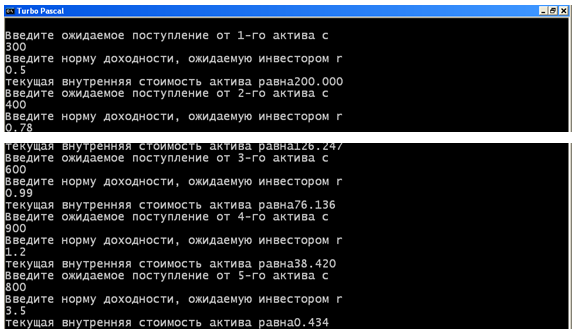 Turbo Pascal
Введите ожидаемое поступление от 1-го актива с
300
Введите норму доходности, ожидаемую инвестором r
0.5
текущая внутренняя стоимость актива равна200.000
Введите ожидаемое поступление от 2-го актива с
400
Введите норму доходности, ожидаемую инвестором r
0.78
текущая внутренняя стоимость актива равна126.247
Введите ожидаемое поступление от 3-го актива с
600
Введите норму доходности, ожидаемую инвестором r
0.99
текущая внутренняя стоимость актива равна76.136
Введите ожидаемое поступление от 4-го актива с
900
Введите норму доходности, ожидаемую инвестором r
1.2
текущая внутренняя стоимость актива равна38.420
Введите ожидаемое поступление от 5-го актива с
800
Введите норму доходности, ожидаемую инвестором r
3.5
текущая внутренняя стоимость актива равна0.434